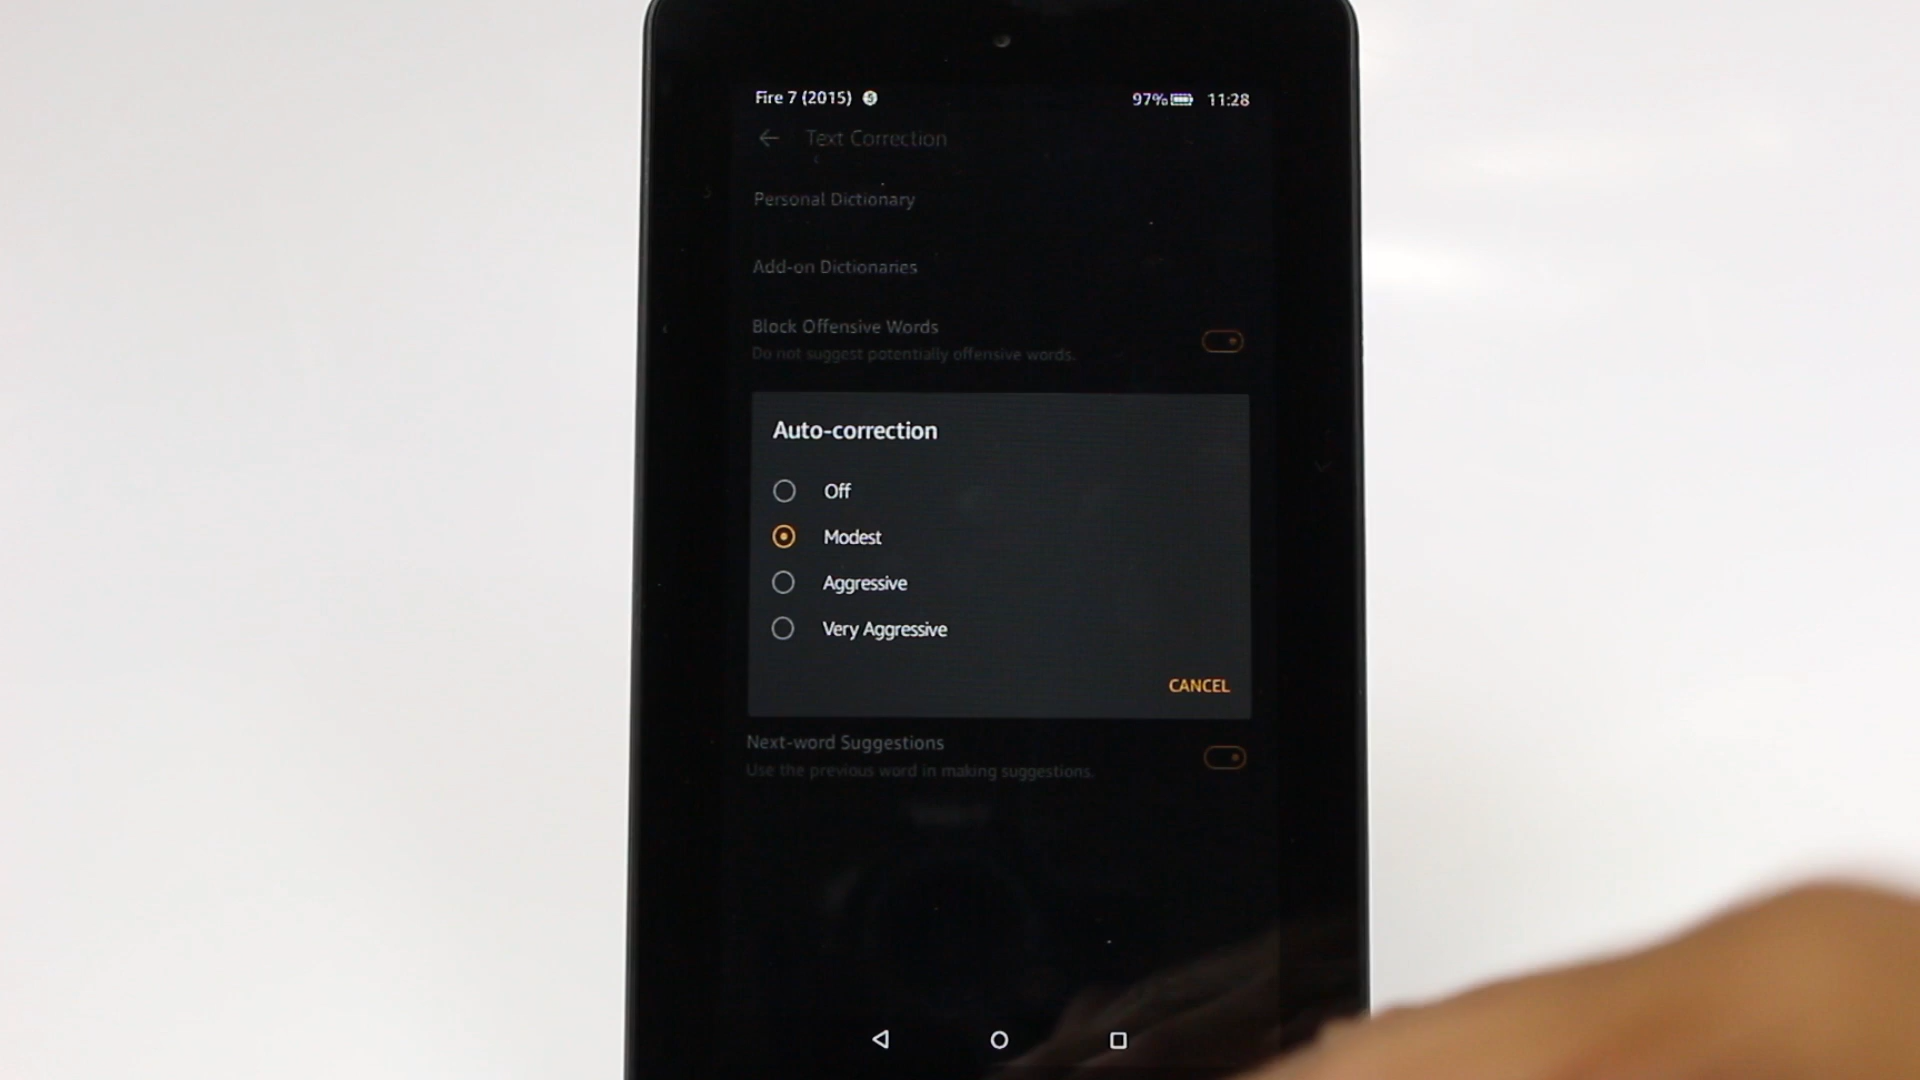 Fire 7 (2015) 97% 11:28
Text Correction
Personal Dictionary
Add-on Dictionaries
Block Offensive Words
Do not suggest potentially offensive words.
Auto-correction
Off
Modest
Aggressive
Very Aggressive
CANCEL
Next-word Suggestions
Use the previous word in making suggestions.